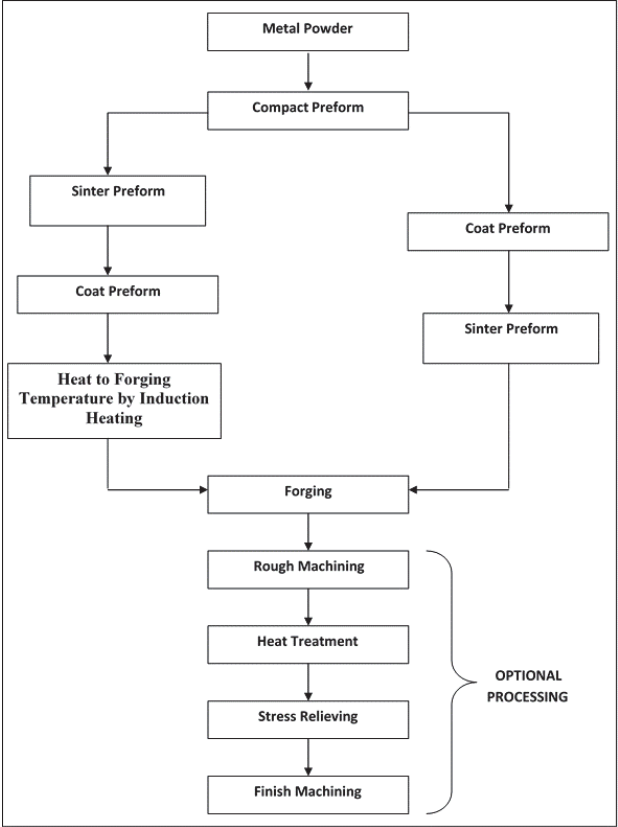 Metal Powder
Compact Preform
Sinter Preform
Coat Preform
Heat to Forging
Temperature by Induction
Heating
Coat Preform
Sinter Preform
Forging
Rough Machining
Heat Treatment
Stress Relieving
Finish Machining
OPTIONAL
PROCESSING